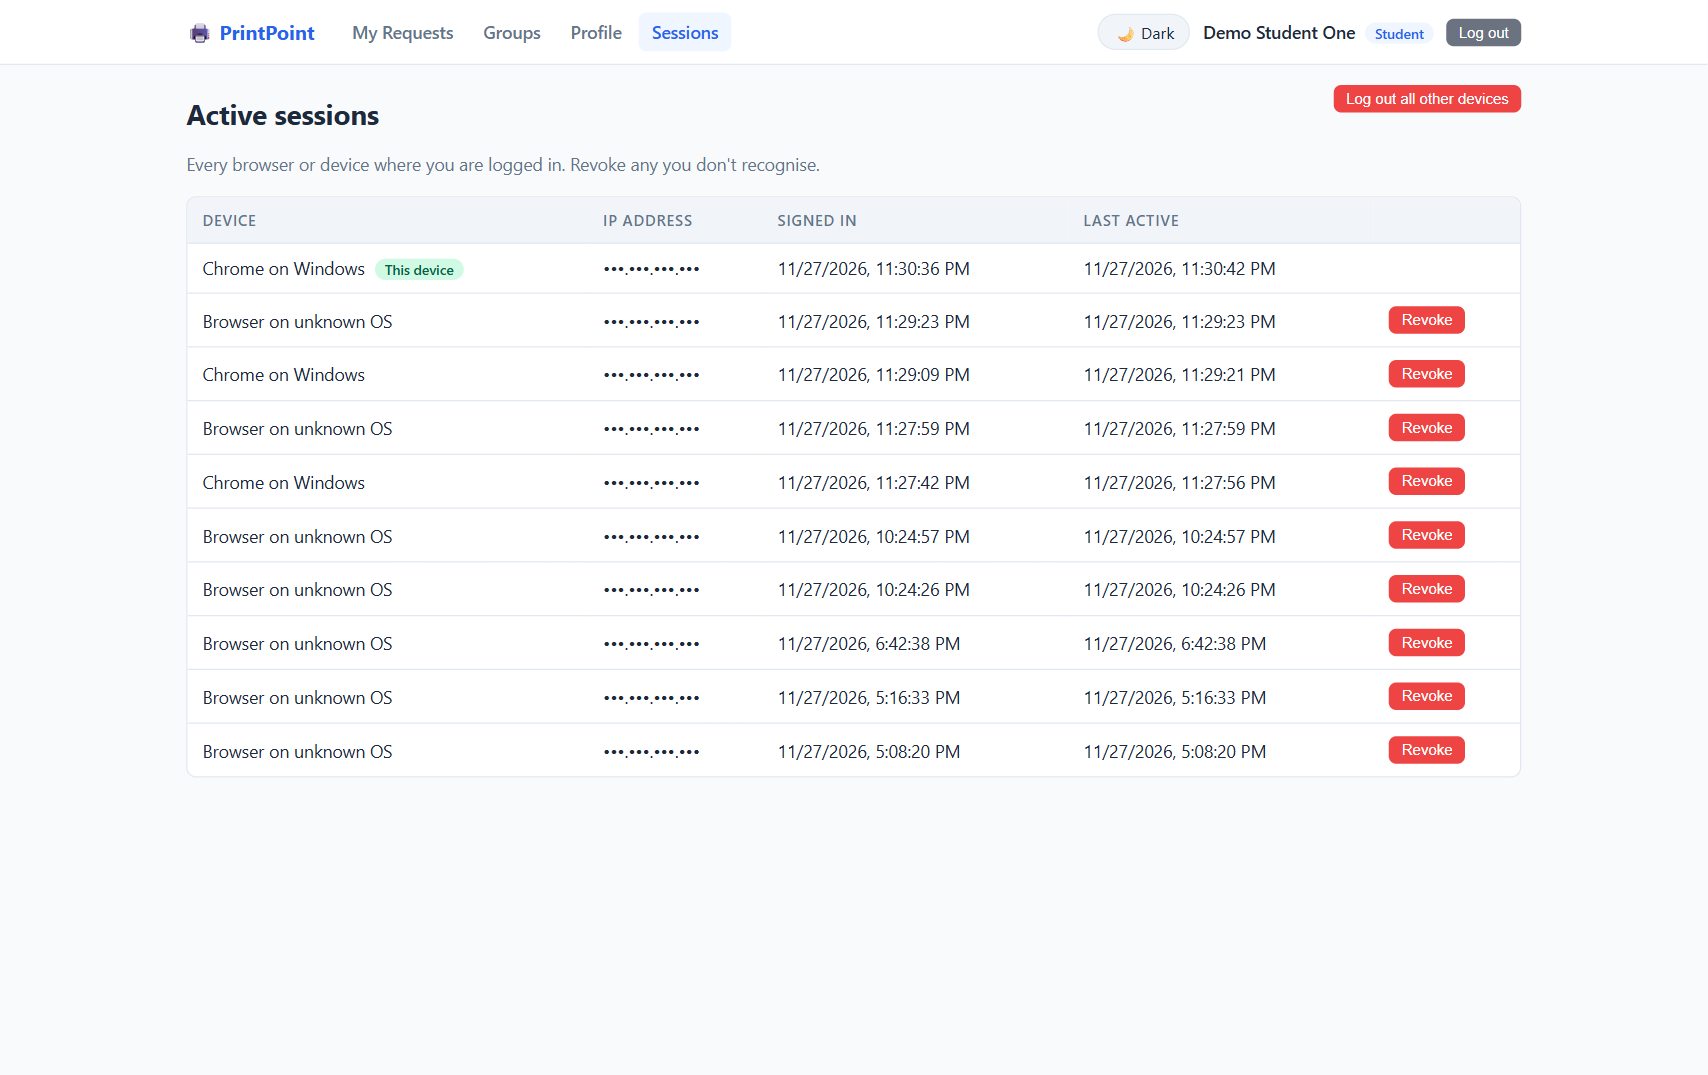 PrintPoint My Requests Groups Profile Sessions 🌙 Dark Demo Student One Student Log out
Active sessions Log out all other devices
Every browser or device where you are logged in. Revoke any you don't recognise.
DEVICE IP ADDRESS SIGNED IN LAST ACTIVE
Chrome on Windows This device •••.•••.•••.••• 11/27/2026, 11:30:36 PM 11/27/2026, 11:30:42 PM
Browser on unknown OS •••.•••.•••.••• 11/27/2026, 11:29:23 PM 11/27/2026, 11:29:23 PM Revoke
Chrome on Windows •••.•••.•••.••• 11/27/2026, 11:29:09 PM 11/27/2026, 11:29:21 PM Revoke
Browser on unknown OS •••.•••.•••.••• 11/27/2026, 11:27:59 PM 11/27/2026, 11:27:59 PM Revoke
Chrome on Windows •••.•••.•••.••• 11/27/2026, 11:27:42 PM 11/27/2026, 11:27:56 PM Revoke
Browser on unknown OS •••.•••.•••.••• 11/27/2026, 10:24:57 PM 11/27/2026, 10:24:57 PM Revoke
Browser on unknown OS •••.•••.•••.••• 11/27/2026, 10:24:26 PM 11/27/2026, 10:24:26 PM Revoke
Browser on unknown OS •••.•••.•••.••• 11/27/2026, 6:42:38 PM 11/27/2026, 6:42:38 PM Revoke
Browser on unknown OS •••.•••.•••.••• 11/27/2026, 5:16:33 PM 11/27/2026, 5:16:33 PM Revoke
Browser on unknown OS •••.•••.•••.••• 11/27/2026, 5:08:20 PM 11/27/2026, 5:08:20 PM Revoke